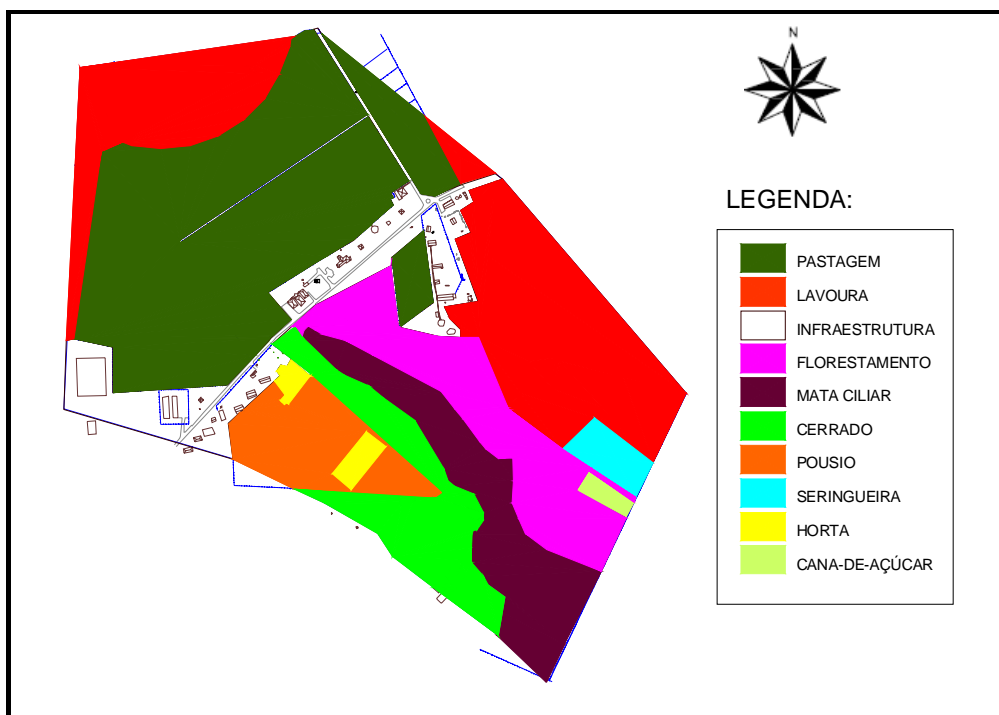 N
LEGENDA:
PASTAGEM
LAVOURA
INFRAESTRUTURA
FLORESTAMENTO
MATA CILIAR
CERRADO
POUSIO
SERINGUEIRA
HORTA
CANA-DE-AÇÚCAR